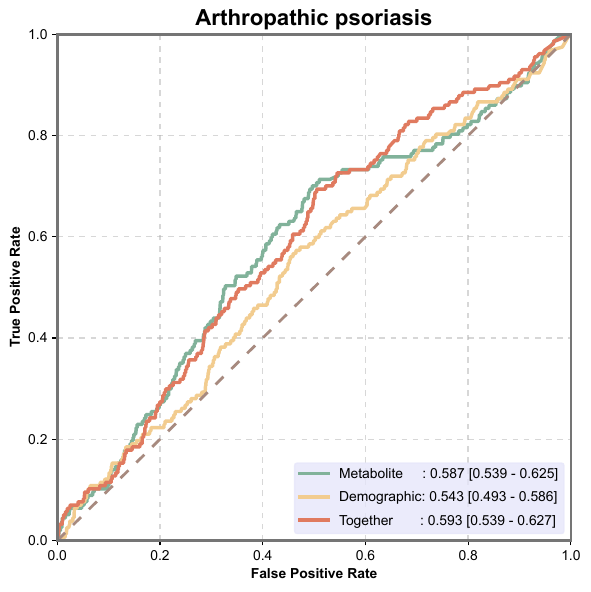 Arthropathic psoriasis
1.0
0.8
0.6
0.4
0.2
0.0
True Positive Rate
Metabolite : 0.587 [0.539 - 0.625]
Demographic: 0.543 [0.493 - 0.586]
Together : 0.593 [0.539 - 0.627]
0.0 0.2 0.4 0.6 0.8 1.0
False Positive Rate